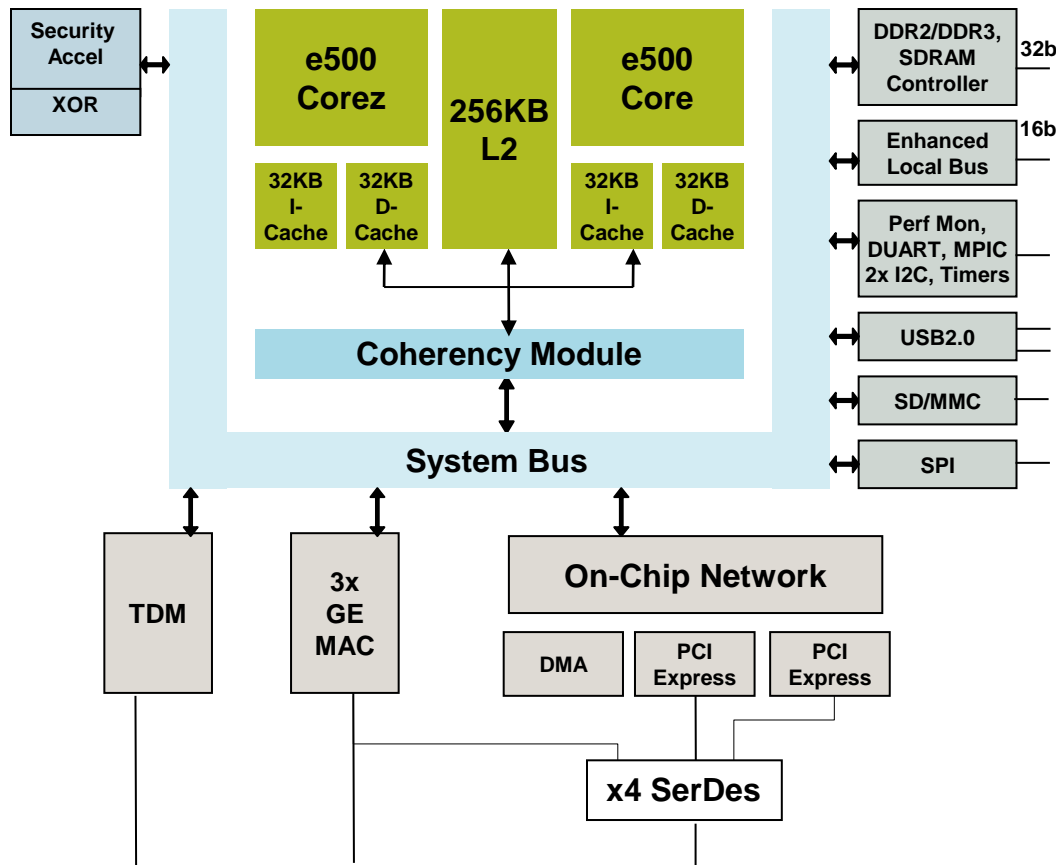 Security
Accel
XOR
e500
Corez
256KB
L2
e500
Core
32KB
I-
Cache
32KB
D-
Cache
32KB
I-
Cache
32KB
D-
Cache
Coherency Module
System Bus
DDR2/DDR3,
SDRAM
Controller
32b
Enhanced
Local Bus
16b
Perf Mon,
DUART, MPIC
2x I2C, Timers
USB2.0
SD/MMC
SPI
TDM
3x
GE
MAC
On-Chip Network
DMA
PCI
Express
PCI
Express
x4 SerDes